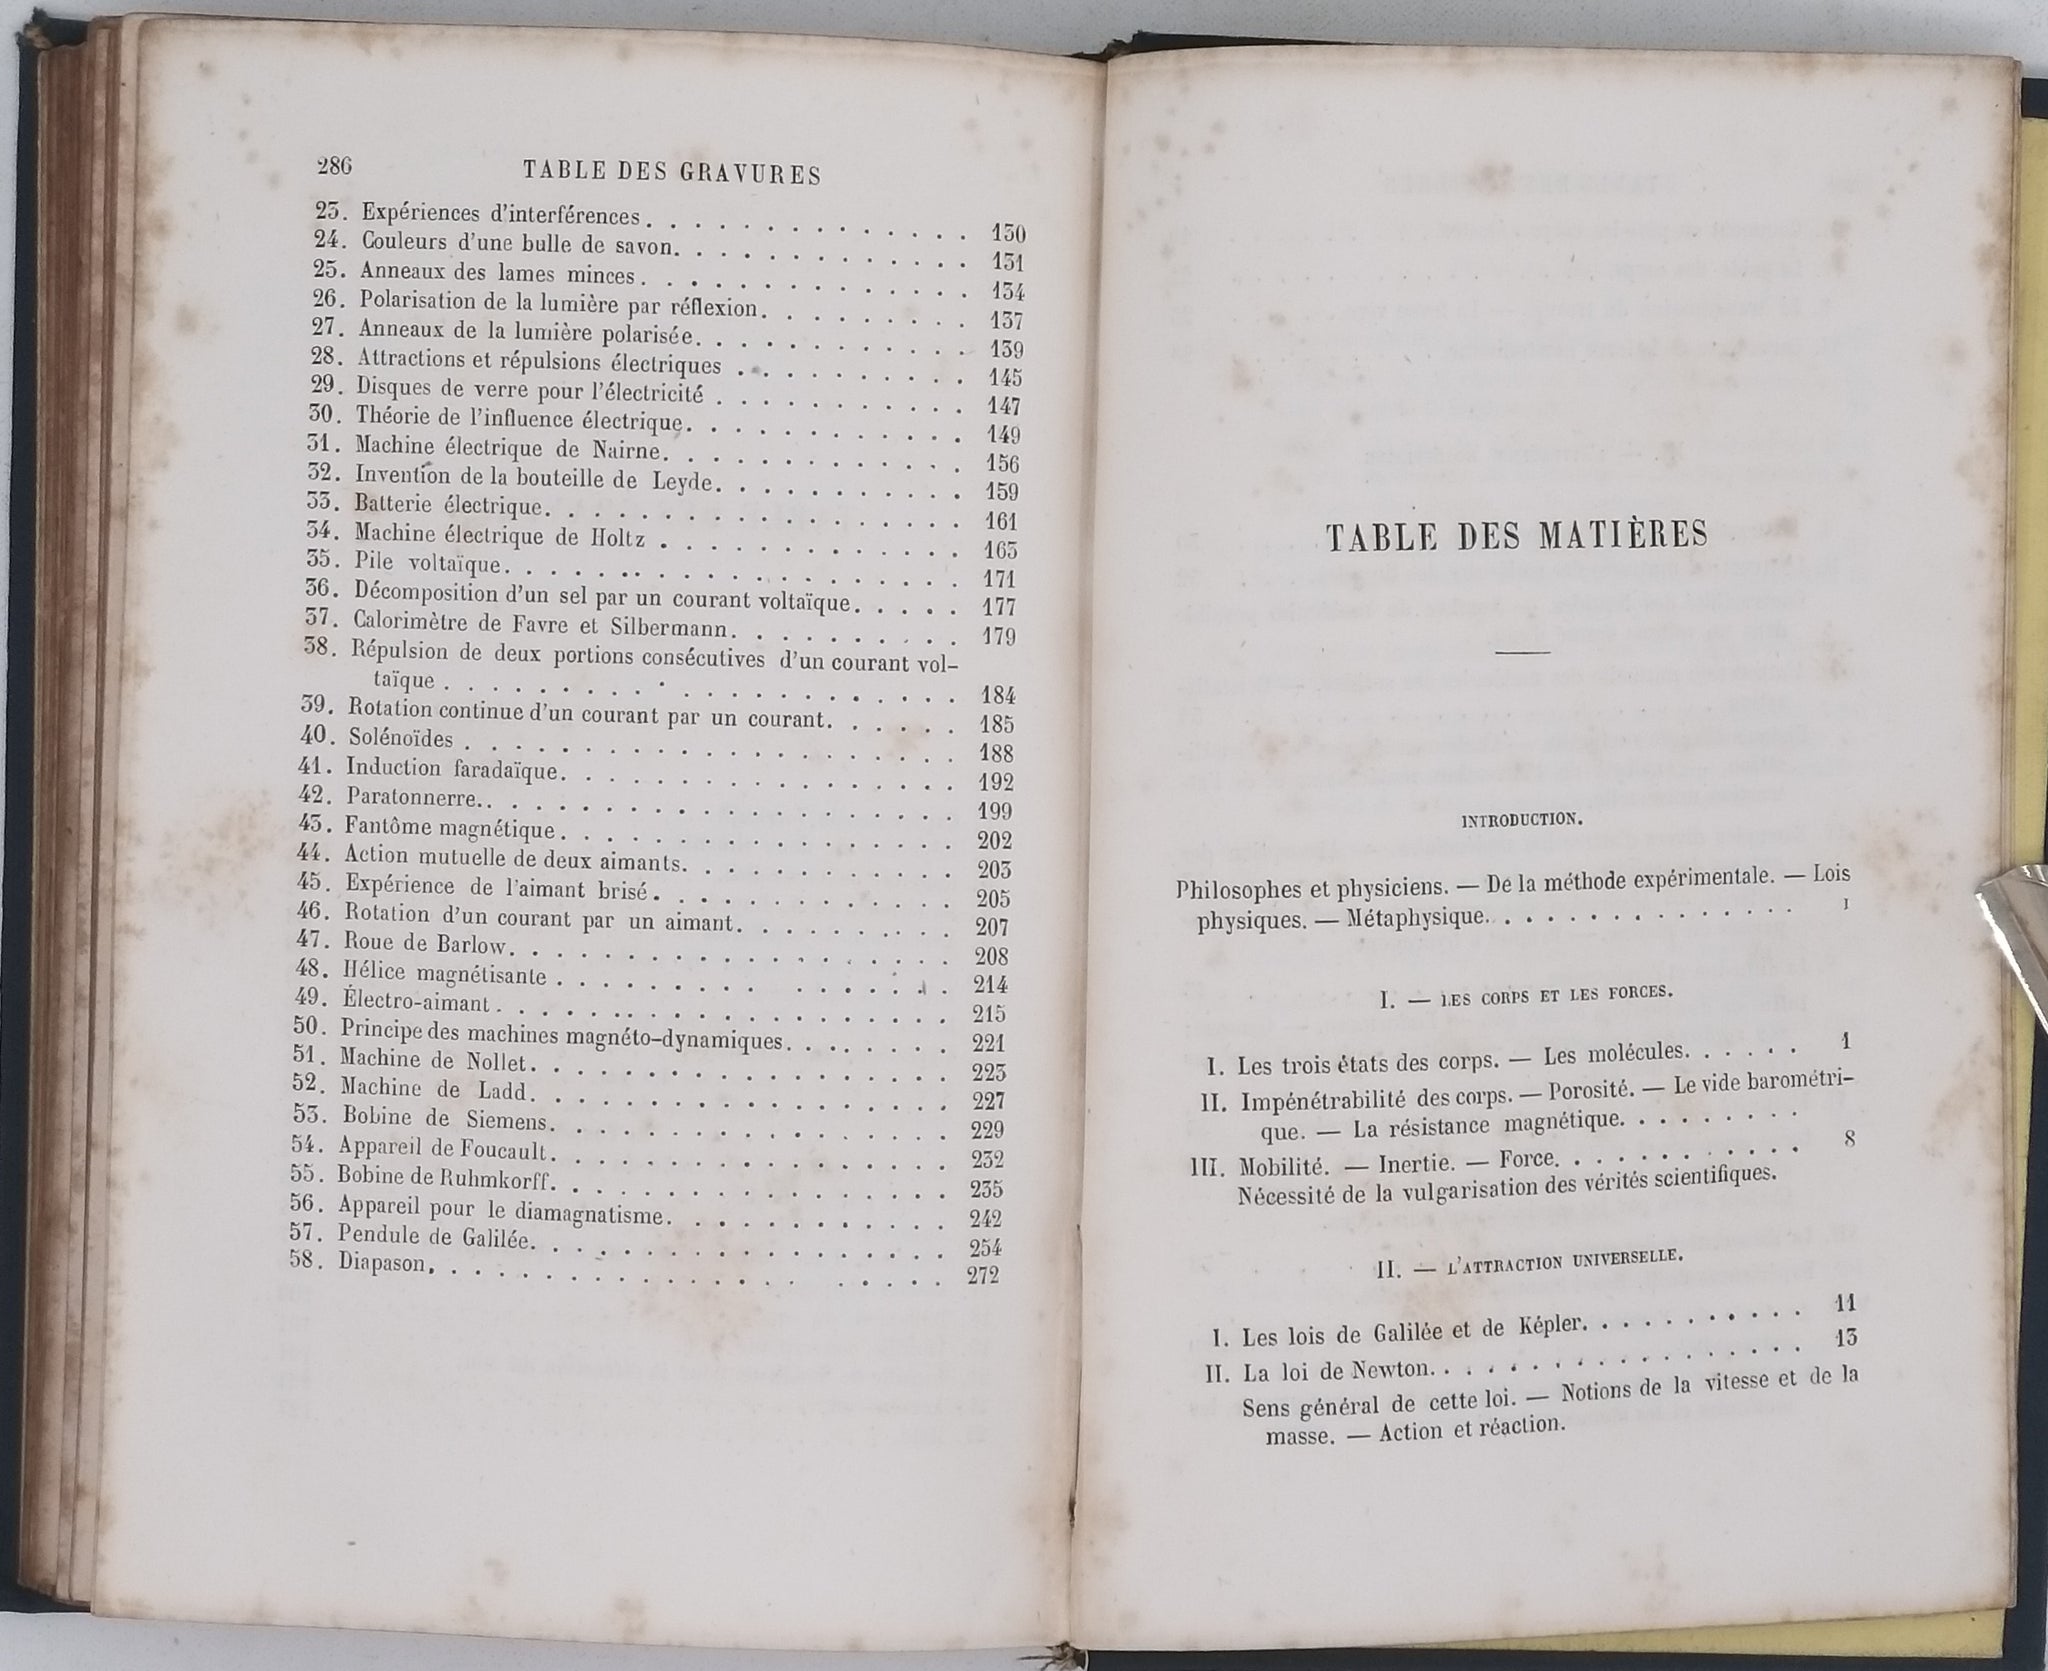 286 TABLE DES GRAVURES
23. Expériences d'interférences. . . . . . . . . . . . . . 130
24. Couleurs d'une bulle de savon. . . . . . . . . . . . . 131
25. Anneaux des lames minces. . . . . . . . . . . . . . 134
26. Polarisation de la lumière par réflexion. . . . . . . . . 137
27. Anneaux de la lumière polarisée. . . . . . . . . . . . 139
28. Attractions et répulsions électriques . . . . . . . . . . 145
29. Disques de verre pour l'électricité . . . . . . . . . . . 147
30. Théorie de l'influence électrique. . . . . . . . . . . . 149
31. Machine électrique de Nairne. . . . . . . . . . . . . 156
32. Invention de la bouteille de Leyde. . . . . . . . . . . 159
33. Batterie électrique. . . . . . . . . . . . . . . . . . 161
34. Machine électrique de Holtz . . . . . . . . . . . . . 163
35. Pile voltaïque. . . . . . . . . . . . . . . . . . . . 171
36. Décomposition d'un sel par un courant voltaïque. . . . . 177
37. Calorimètre de Favre et Silbermann. . . . . . . . . . 179
38. Répulsion de deux portions consécutives d'un courant vol-
taïque . . . . . . . . . . . . . . . . . . . . . 184
39. Rotation continue d'un courant par un courant. . . . . . 185
40. Solénoïdes . . . . . . . . . . . . . . . . . . . . . 188
41. Induction faradaïque. . . . . . . . . . . . . . . . . 192
42. Paratonnerre. . . . . . . . . . . . . . . . . . . . . 199
43. Fantôme magnétique. . . . . . . . . . . . . . . . . 202
44. Action mutuelle de deux aimants. . . . . . . . . . . . 203
45. Expérience de l'aimant brisé. . . . . . . . . . . . . 205
46. Rotation d'un courant par un aimant. . . . . . . . . . 207
47. Roue de Barlow. . . . . . . . . . . . . . . . . . . 208
48. Hélice magnétisante . . . . . . . . . . . . . . . . . 214
49. Électro-aimant . . . . . . . . . . . . . . . . . . . . 215
50. Principe des machines magnéto-dynamiques. . . . . . . 221
51. Machine de Nollet. . . . . . . . . . . . . . . . . . 223
52. Machine de Ladd. . . . . . . . . . . . . . . . . . 227
53. Bobine de Siemens. . . . . . . . . . . . . . . . . 229
54. Appareil de Foucault. . . . . . . . . . . . . . . . . 232
55. Bobine de Ruhmkorff. . . . . . . . . . . . . . . . . 235
56. Appareil pour le diamagnatisme. . . . . . . . . . . . 242
57. Pendule de Galilée. . . . . . . . . . . . . . . . . . 254
58. Diapason. . . . . . . . . . . . . . . . . . . . . . 272
TABLE DES MATIÈRES
INTRODUCTION.
Philosophes et physiciens. — De la méthode expérimentale. — Lois
physiques. — Métaphysique. . . . . . . . . . . . . . . I
I. — LES CORPS ET LES FORCES.
I. Les trois états des corps. — Les molécules. . . . . . 1
II. Impénétrabilité des corps. — Porosité. — Le vide barométri-
que. — La résistance magnétique. . . . . . . .
III. Mobilité. — Inertie. — Force. . . . . . . . . . . 8
Nécessité de la vulgarisation des vérités scientifiques.
II. — L'ATTRACTION UNIVERSELLE.
I. Les lois de Galilée et de Képler. . . . . . . . . . . 11
II. La loi de Newton. . . . . . . . . . . . . . . . . 13
Sens général de cette loi. — Notions de la vitesse et de la
masse. — Action et réaction.